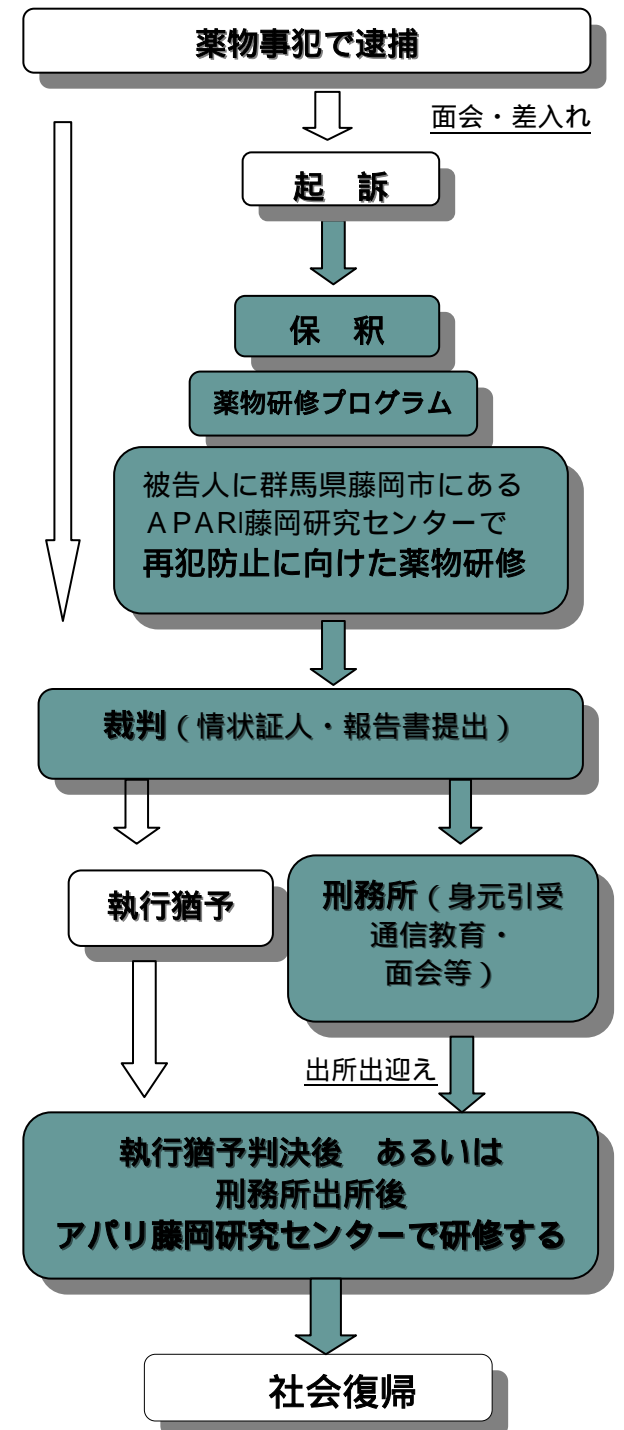 薬物事犯で逮捕
面会・差入れ
起　訴
保　釈
薬物研修プログラム
被告人に群馬県藤岡市にある
ＡＰＡＲＩ藤岡研究センターで
再犯防止に向けた薬物研修
裁判（情状証人・報告書提出）
執行猶予
刑務所（身元引受
通信教育・
面会等）
出所出迎え
執行猶予判決後　あるいは
刑務所出所後
アパリ藤岡研究センターで研修する
社会復帰